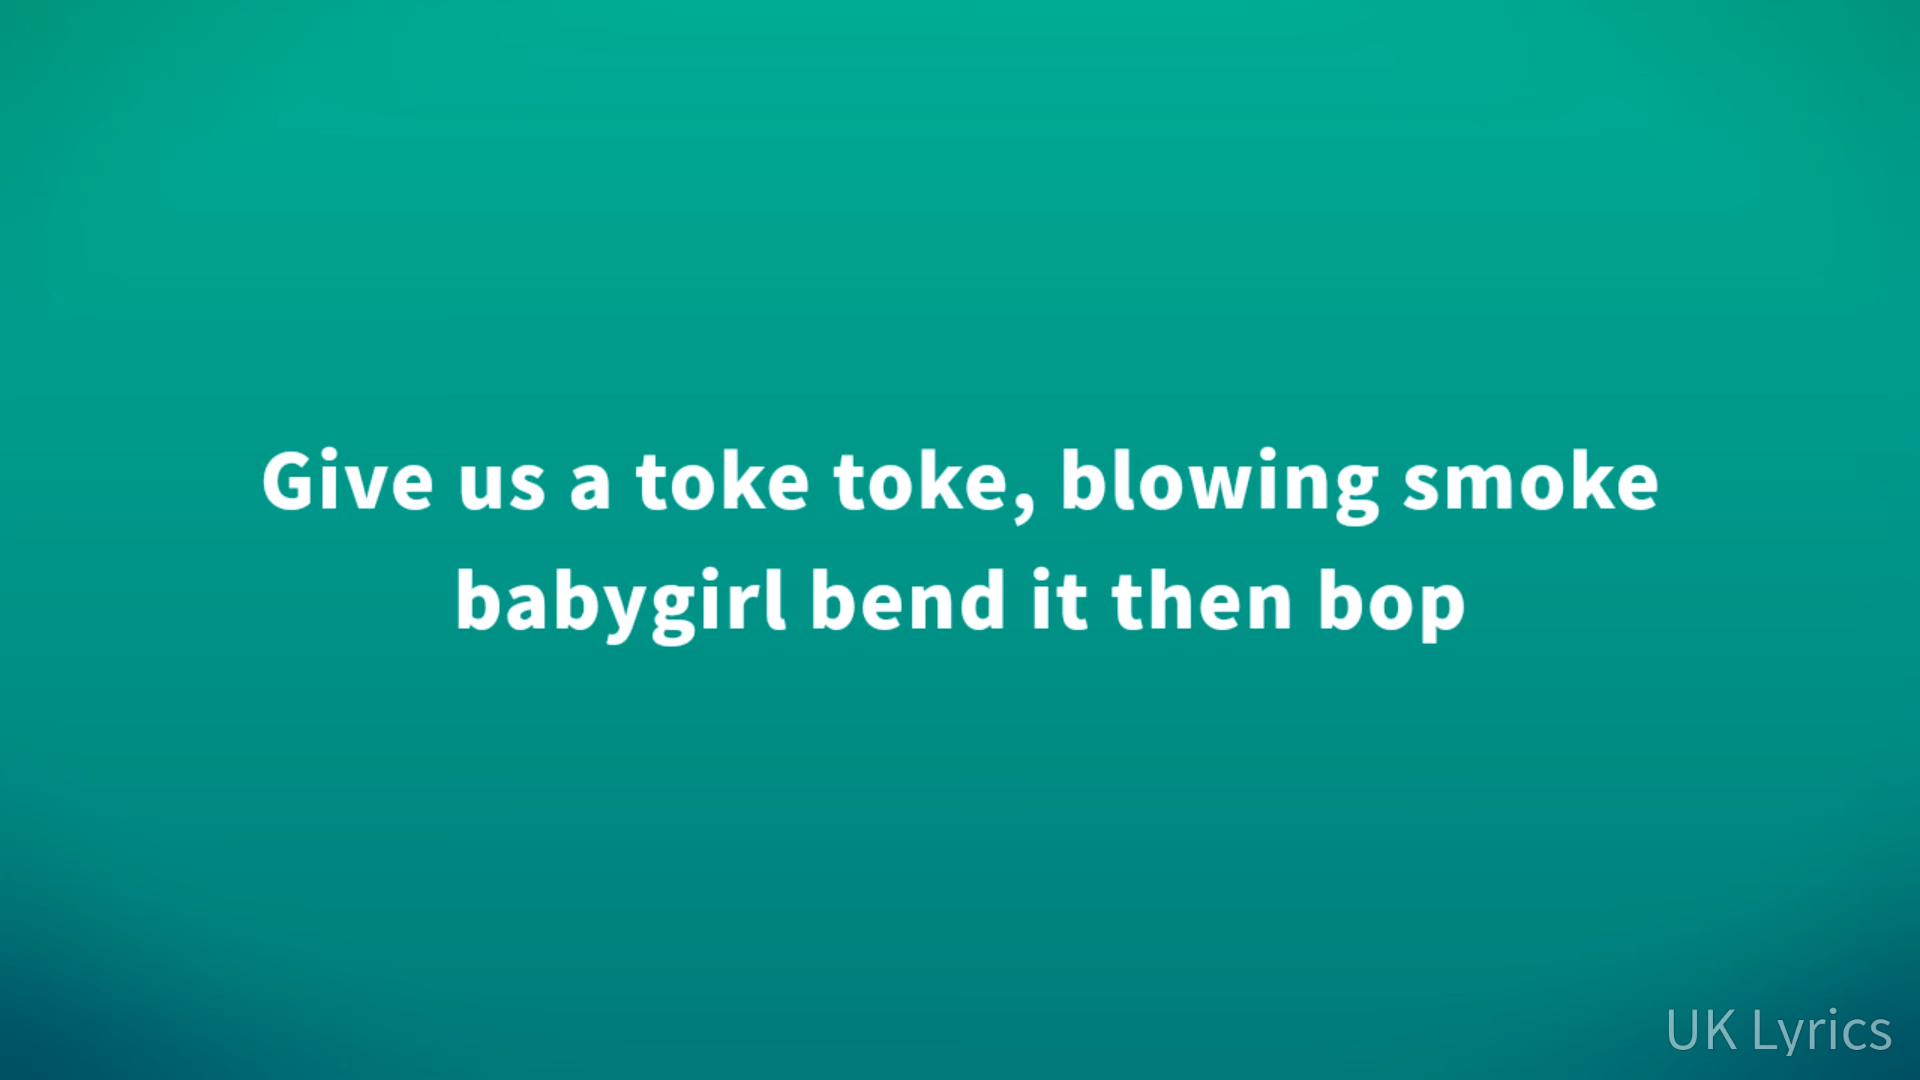 Give us a toke toke, blowing smoke
babygirl bend it then bop
UK Lyrics